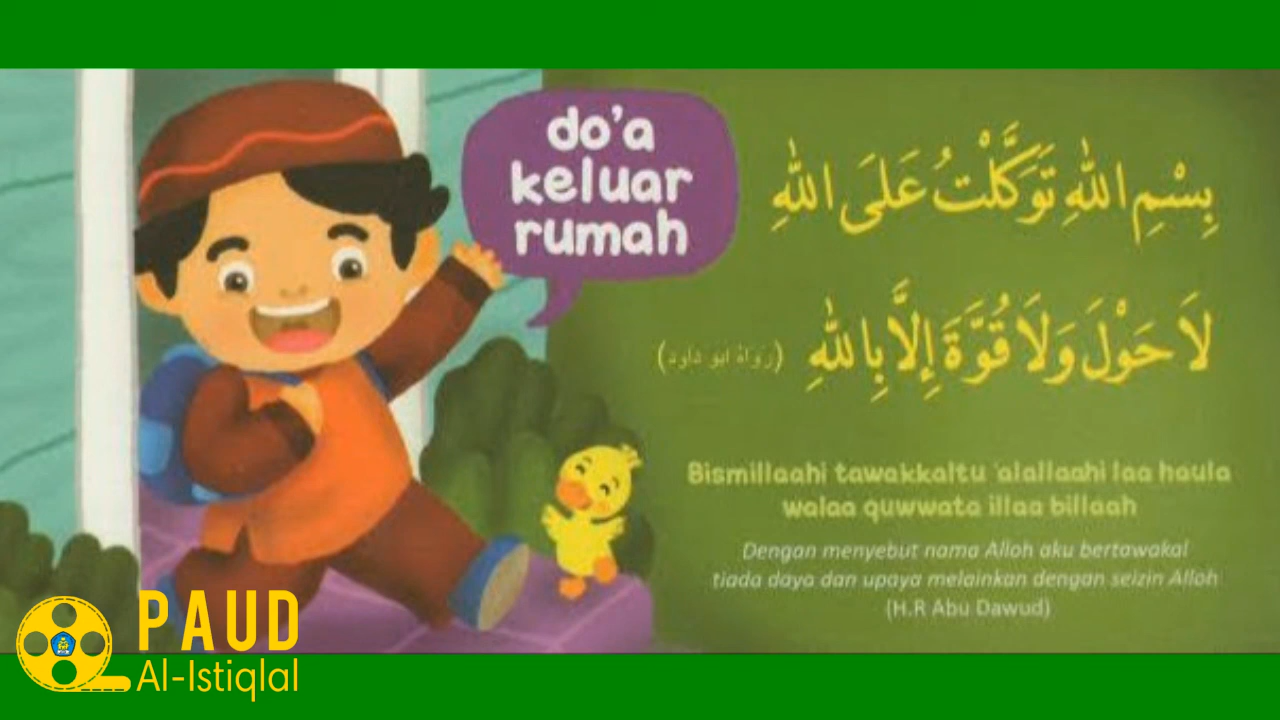 do'a
keluar
rumah
بِسْمِ اللهِ تَوَكَّلْتُ عَلَى اللهِ
لَا حَوْلَ وَلَا قُوَّةَ إِلَّا بِاللهِ (رَوَاهُ ابو داود)
Bismillaahi tawakkaltu 'alallaahi laa haula
walaa quwwata illaa billaah
Dengan menyebut nama Alloh aku bertawakal
tiada daya dan upaya melainkan dengan seizin Alloh
(H.R Abu Dawud)
PAUD
Al-Istiqlal